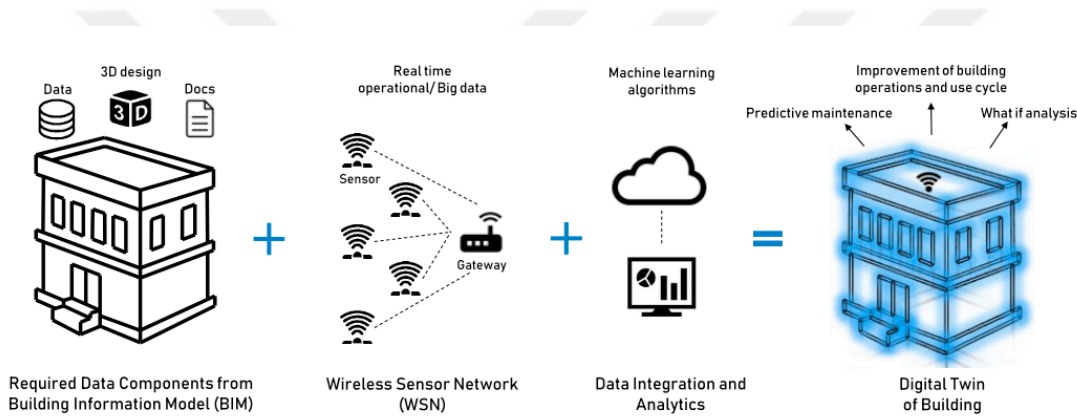 3D design
Data
Docs
3D
Required Data Components from
Building Information Model (BIM)
+
Real time
operational/ Big data
Sensor
Gateway
Wireless Sensor Network
(WSN)
+
Machine learning
algorithms
Data Integration and
Analytics
=
Improvement of building
operations and use cycle
Predictive maintenance
What if analysis
Digital Twin
of Building